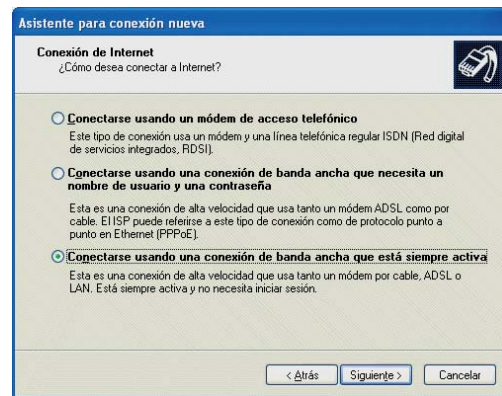 Asistente para conexión nueva
Conexión de Internet
¿Cómo desea conectar a Internet?
Conectarse usando un módem de acceso telefónico
Este tipo de conexión usa un módem y una línea telefónica regular ISDN (Red digital
de servicios integrados, RDSI).
Conectarse usando una conexión de banda ancha que necesita un
nombre de usuario y una contraseña
Esta es una conexión de alta velocidad que usa tanto un módem ADSL como por
cable. El ISP puede referirse a este tipo de conexión como de protocolo punto a
punto en Ethernet (PPPoE).
Conectarse usando una conexión de banda ancha que está siempre activa
Esta es una conexión de alta velocidad que usa tanto un módem por cable, ADSL o
LAN. Está siempre activa y no necesita iniciar sesión.
< Atrás Siguiente > Cancelar